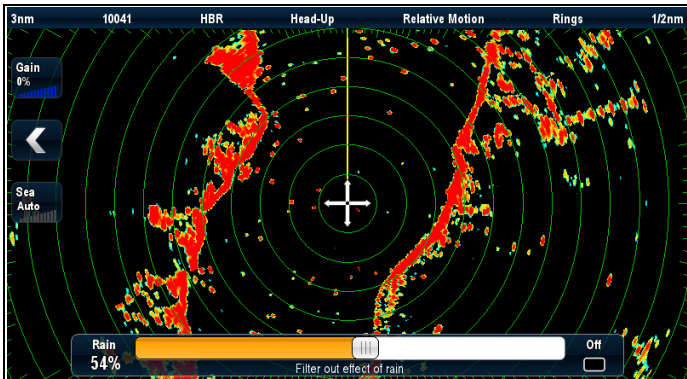 3nm 10041 HBR Head-Up Relative Motion Rings 1/2nm
Gain
0%
Sea
Auto
Rain Off
54%
Filter out effect of rain